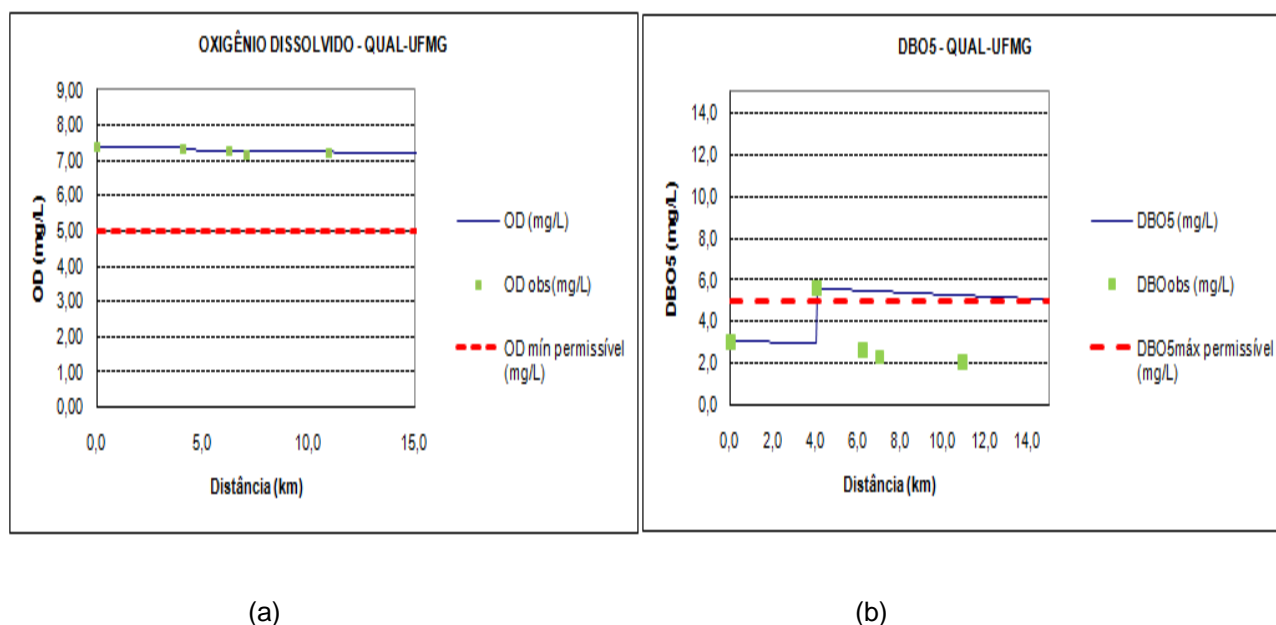 OXIGÊNIO DISSOLVIDO - QUAL-UFMG
9,00
8,00
7,00
6,00
5,00
4,00
3,00
2,00
1,00
0,00
OD (mg/L)
0,0
5,0
10,0
15,0
Distância (km)
OD (mg/L)
OD obs(mg/L)
OD mín permissível
(mg/L)
DBO5 - QUAL-UFMG
14,0
12,0
10,0
8,0
6,0
4,0
2,0
0,0
DBO5 (mg/L)
0,0
2,0
4,0
6,0
8,0
10,0
12,0
14,0
Distância (km)
DBO5 (mg/L)
DBOobs (mg/L)
DBO5máx permissível
(mg/L)
(a)
(b)